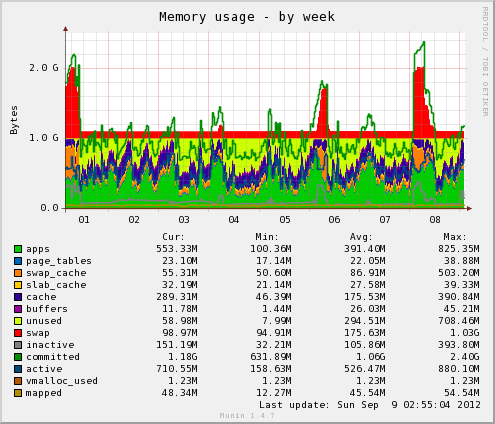 Memory usage - by week
RRDTOOL / TOBI OETIKER
Bytes
2.0 G
1.0 G
0.0
01 02 03 04 05 06 07 08
Cur: Min: Avg: Max:
apps 553.33M 100.36M 391.40M 825.35M
page_tables 23.10M 17.14M 22.05M 38.88M
swap_cache 55.31M 50.60M 86.91M 503.20M
slab_cache 32.19M 21.14M 27.58M 39.33M
cache 289.31M 46.39M 175.53M 390.84M
buffers 11.78M 1.44M 26.03M 45.21M
unused 58.98M 7.99M 294.51M 708.46M
swap 98.97M 94.91M 175.63M 1.03G
inactive 151.19M 32.21M 105.86M 393.80M
committed 1.18G 631.89M 1.06G 2.40G
active 710.55M 158.63M 526.47M 880.10M
vmalloc_used 1.23M 1.23M 1.23M 1.23M
mapped 48.34M 12.27M 45.54M 54.54M
Last update: Sun Sep 9 02:55:04 2012
Munin 1.4.7